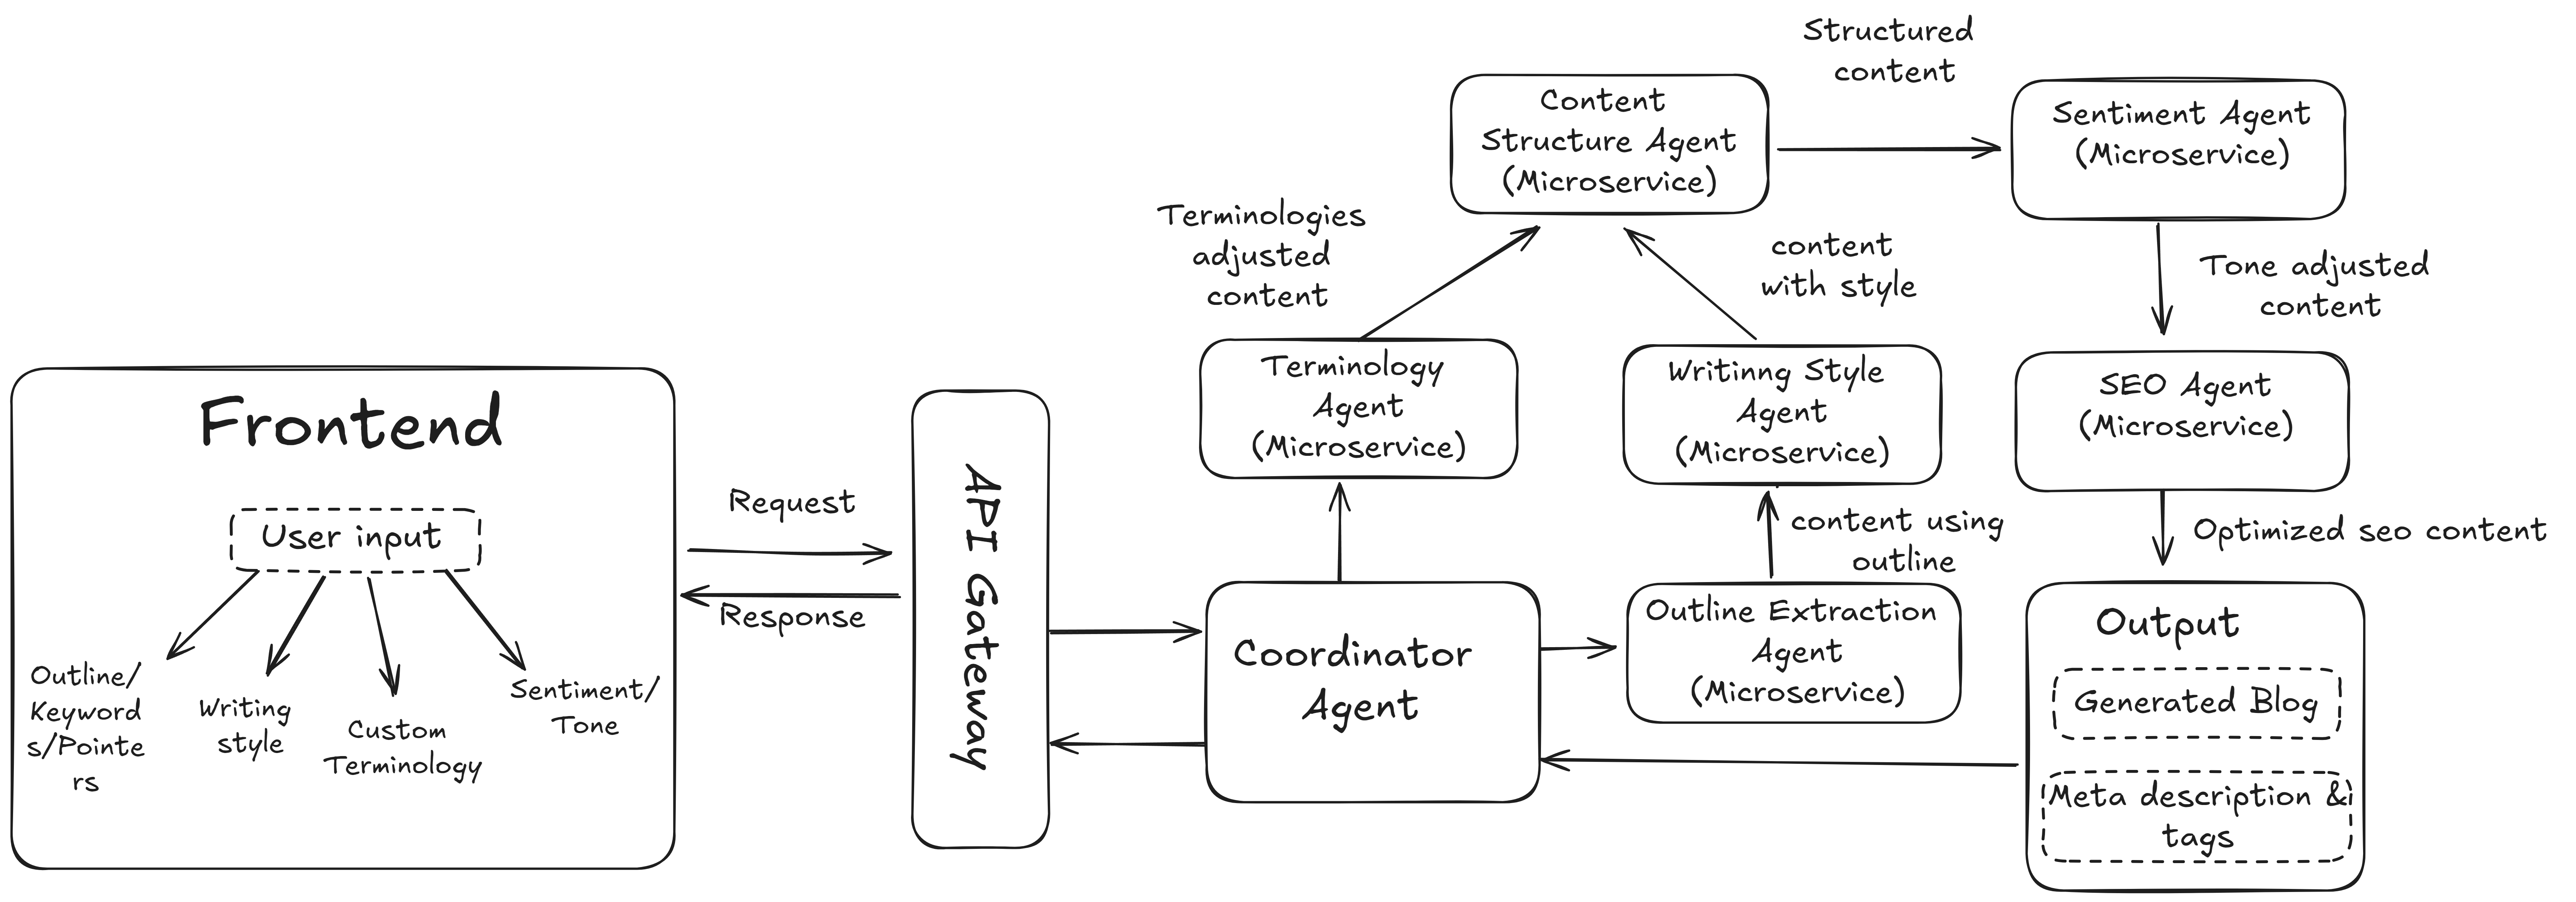 Frontend
User input
Outline/
Keyword
s/Pointe
rs
Writing
style
Custom
Terminology
Sentiment/
Tone
Request
Response
API Gateway
Coordinator
Agent
Terminologies
adjusted
content
Terminology
Agent
(Microservice)
Content
Structure Agent
(Microservice)
content
with style
Writinng Style
Agent
(Microservice)
content using
outline
Outline Extraction
Agent
(Microservice)
Structured
content
Sentiment Agent
(Microservice)
Tone adjusted
content
SEO Agent
(Microservice)
Optimized seo content
Output
Generated Blog
Meta description &
tags